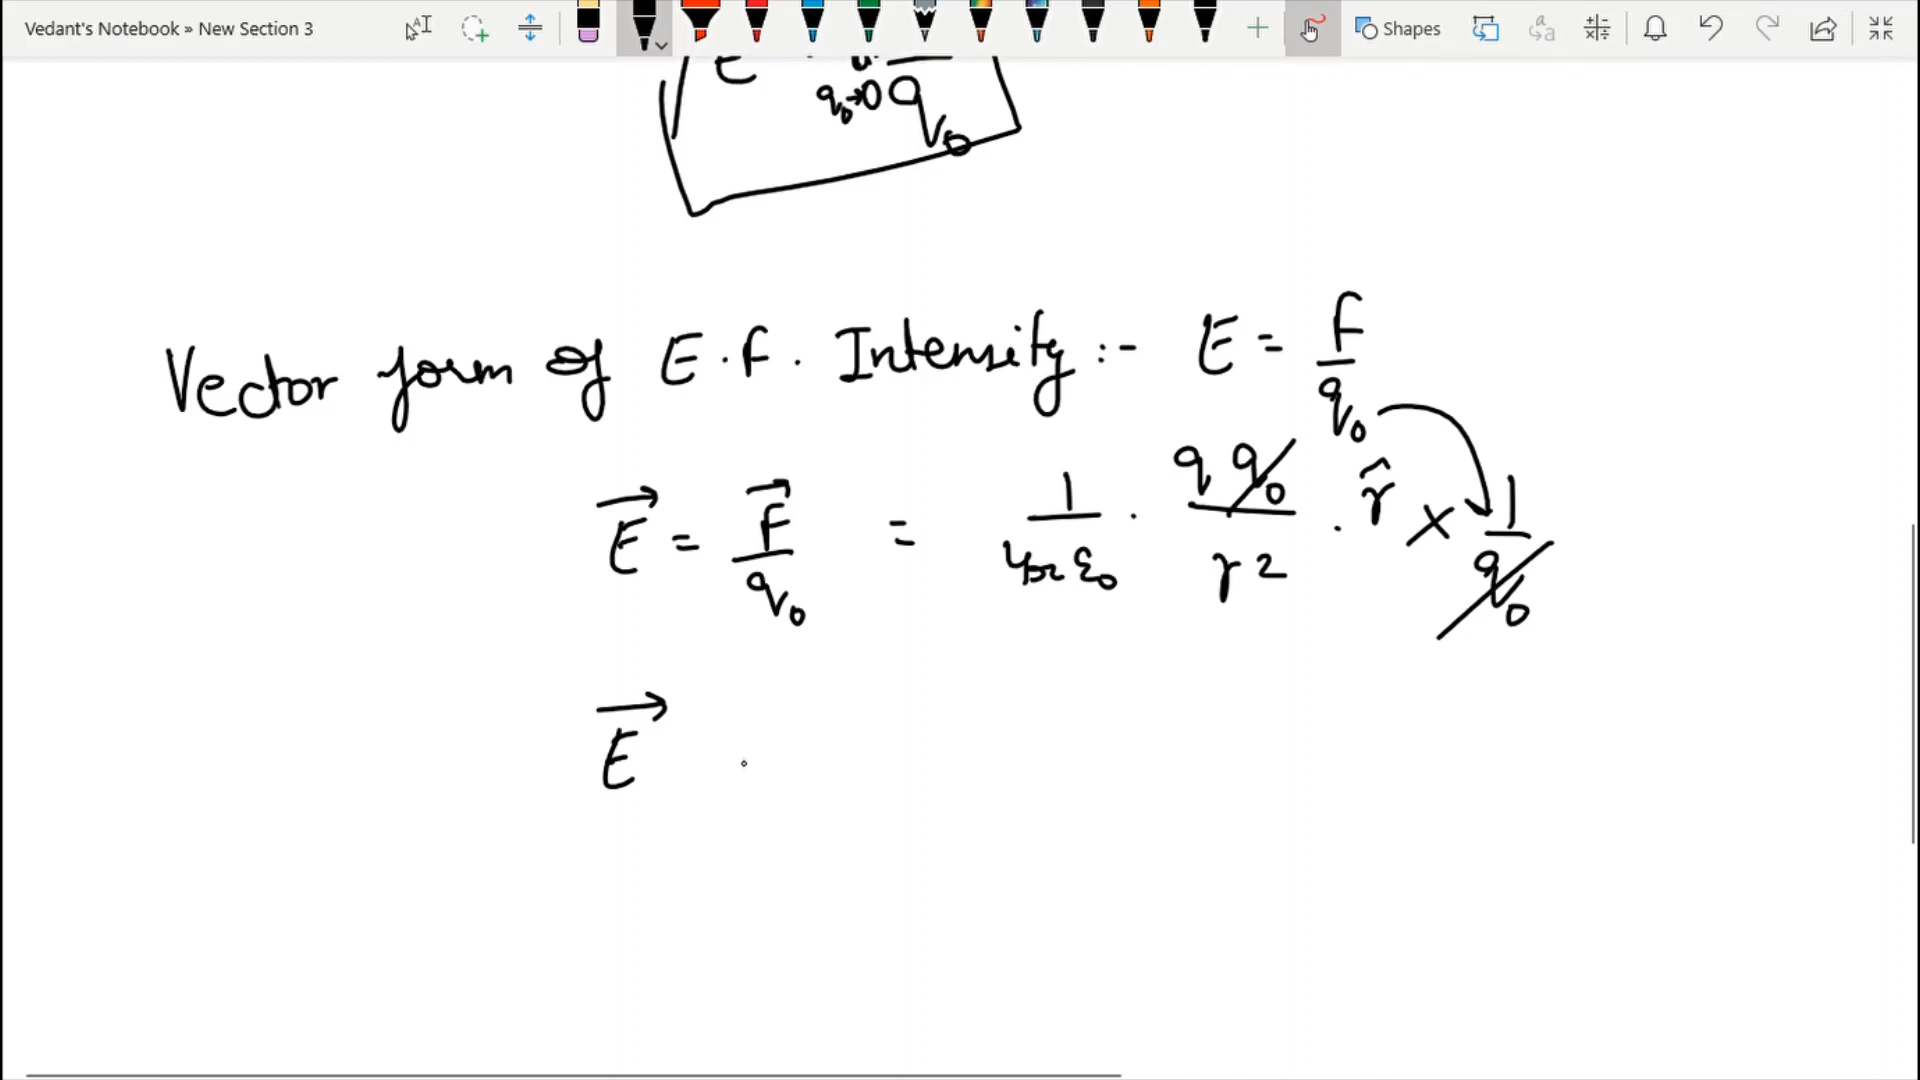 Vedant's Notebook » New Section 3
Shapes
E
q₀→0 q₀
Vector form of E.F. Intensity :- E = F/q₀
E⃗ = F⃗/q₀ = 1/4πε₀ · q q₀/r² · r̂ × 1/q₀
E⃗